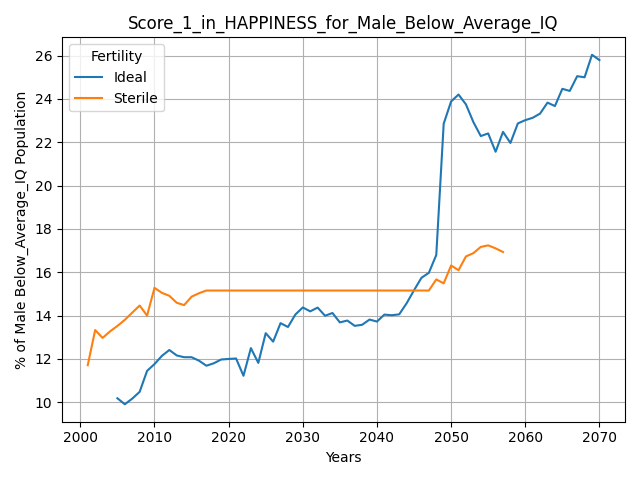 Score_1_in_HAPPINESS_for_Male_Below_Average_IQ
% of Male Below_Average_IQ Population
26
24
22
20
18
16
14
12
10
Fertility
Ideal
Sterile
2000 2010 2020 2030 2040 2050 2060 2070
Years